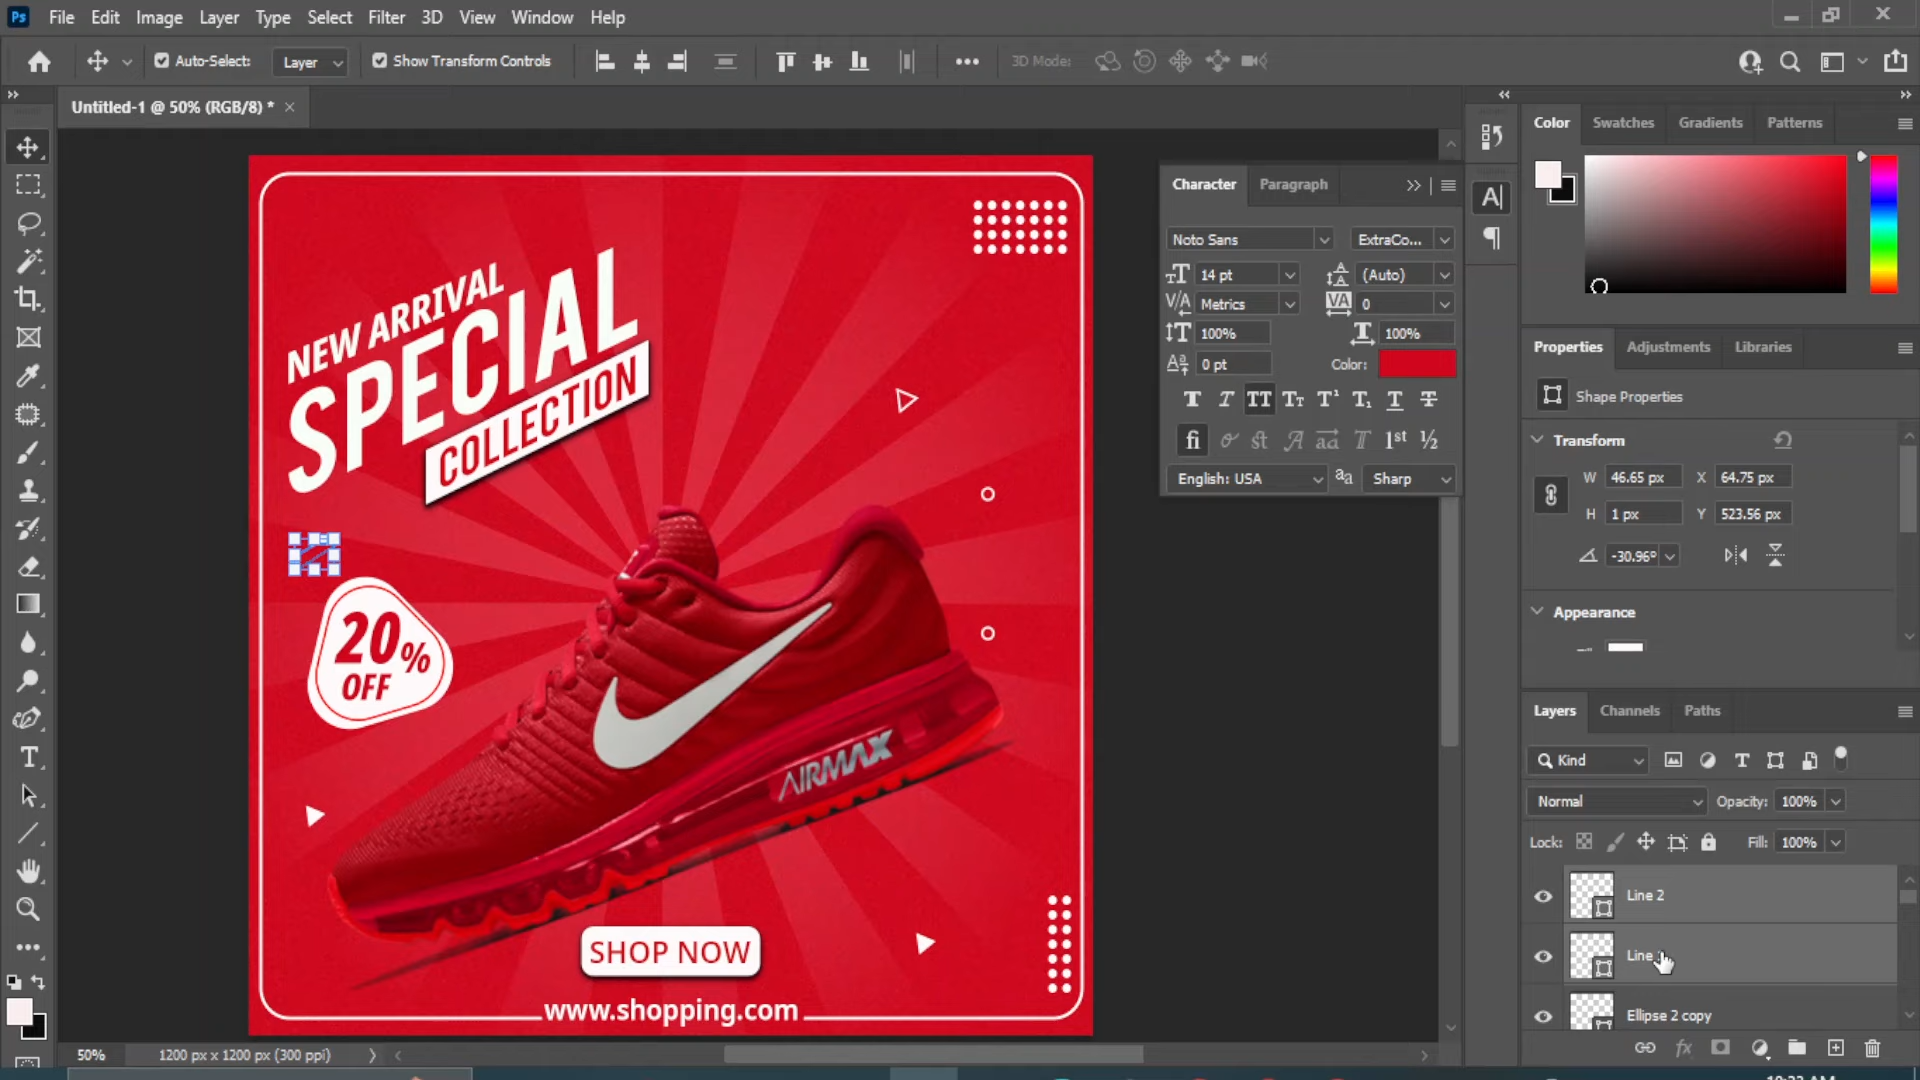 Ps File Edit Image Layer Type Select Filter 3D View Window Help
Auto-Select: Layer Show Transform Controls 3D Mode:
Untitled-1 @ 50% (RGB/8) *
NEW ARRIVAL
SPECIAL
COLLECTION
20%
OFF
AIRMAX
SHOP NOW
www.shopping.com
Character Paragraph
Noto Sans ExtraCo...
14 pt (Auto)
Metrics 0
100% 100%
0 pt Color:
English: USA Sharp
Color Swatches Gradients Patterns
Properties Adjustments Libraries
Shape Properties
Transform
W 46.65 px X 64.75 px
H 1 px Y 523.56 px
-30.96°
Appearance
Layers Channels Paths
Kind
Normal Opacity: 100%
Lock: Fill: 100%
Line 2
Line
Ellipse 2 copy
50% 1200 px x 1200 px (300 ppi)